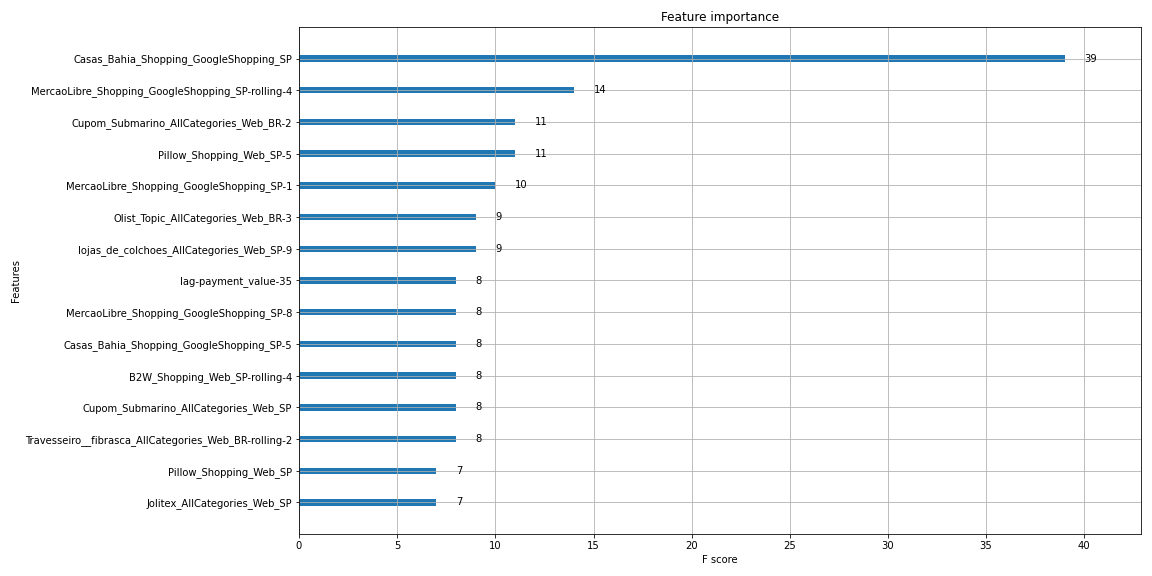 Feature importance
Casas_Bahia_Shopping_GoogleShopping_SP 39
MercaoLibre_Shopping_GoogleShopping_SP-rolling-4 14
Cupom_Submarino_AllCategories_Web_BR-2 11
Pillow_Shopping_Web_SP-5 11
MercaoLibre_Shopping_GoogleShopping_SP-1 10
Olist_Topic_AllCategories_Web_BR-3 9
lojas_de_colchoes_AllCategories_Web_SP-9 9
lag-payment_value-35 8
MercaoLibre_Shopping_GoogleShopping_SP-8 8
Casas_Bahia_Shopping_GoogleShopping_SP-5 8
B2W_Shopping_Web_SP-rolling-4 8
Cupom_Submarino_AllCategories_Web_SP 8
Travesseiro__fibrasca_AllCategories_Web_BR-rolling-2 8
Pillow_Shopping_Web_SP 7
Jolitex_AllCategories_Web_SP 7
Features
0 5 10 15 20 25 30 35 40
F score